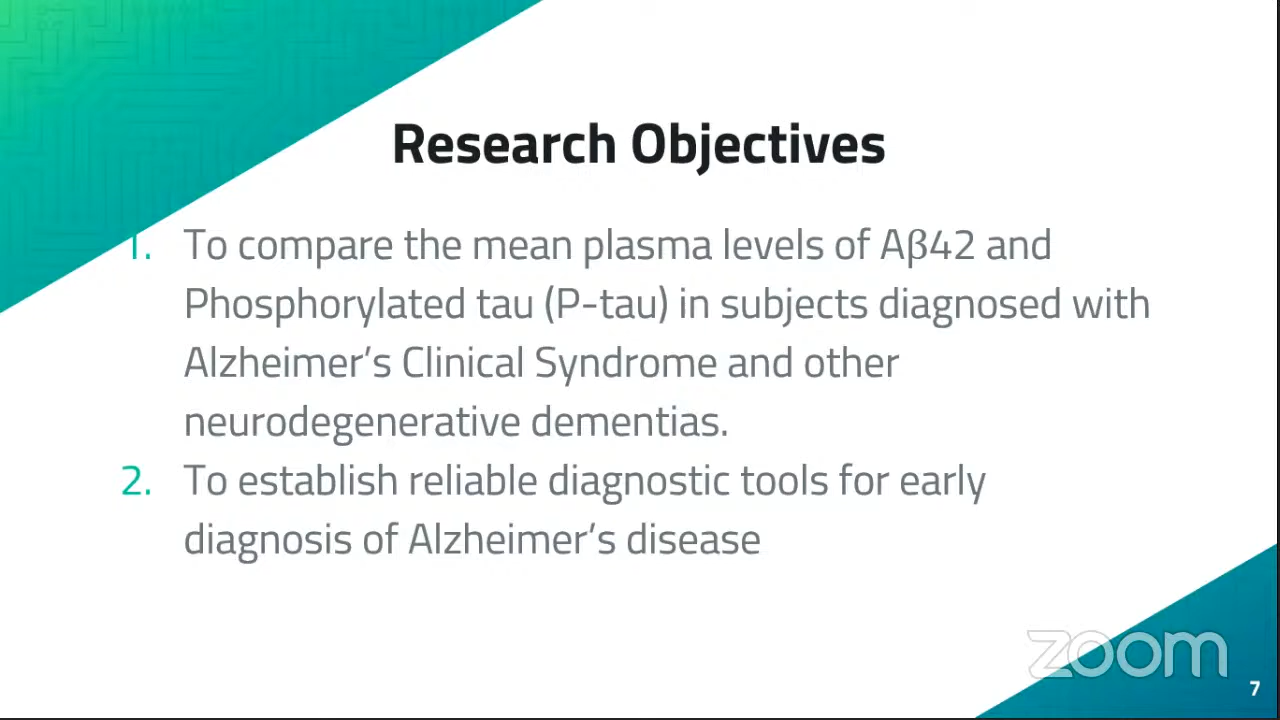 Research Objectives
1. To compare the mean plasma levels of Aβ42 and
Phosphorylated tau (P-tau) in subjects diagnosed with
Alzheimer’s Clinical Syndrome and other
neurodegenerative dementias.
2. To establish reliable diagnostic tools for early
diagnosis of Alzheimer’s disease
zoom
7